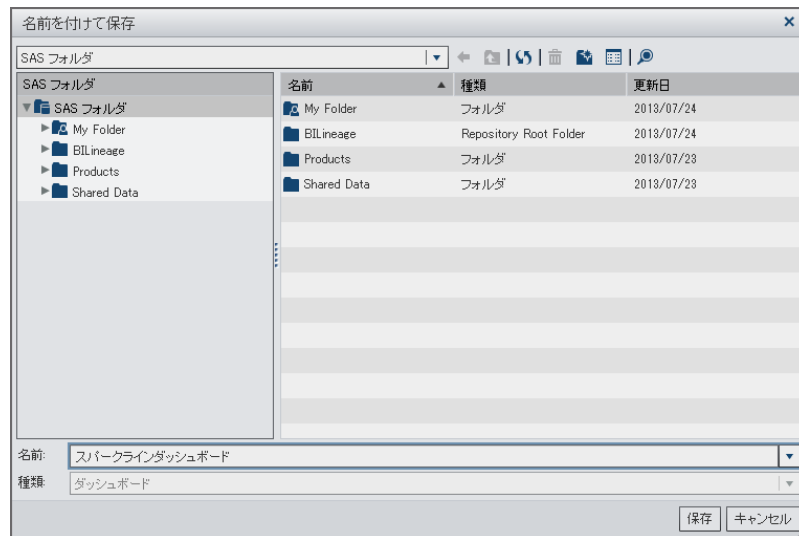 名前を付けて保存
SAS フォルダ
SAS フォルダ
名前 種類 更新日
SAS フォルダ
My Folder
BILineage
Products
Shared Data
My Folder フォルダ 2013/07/24
BILineage Repository Root Folder 2013/07/24
Products フォルダ 2013/07/23
Shared Data フォルダ 2013/07/23
名前: スパークラインダッシュボード
種類: ダッシュボード
保存 キャンセル